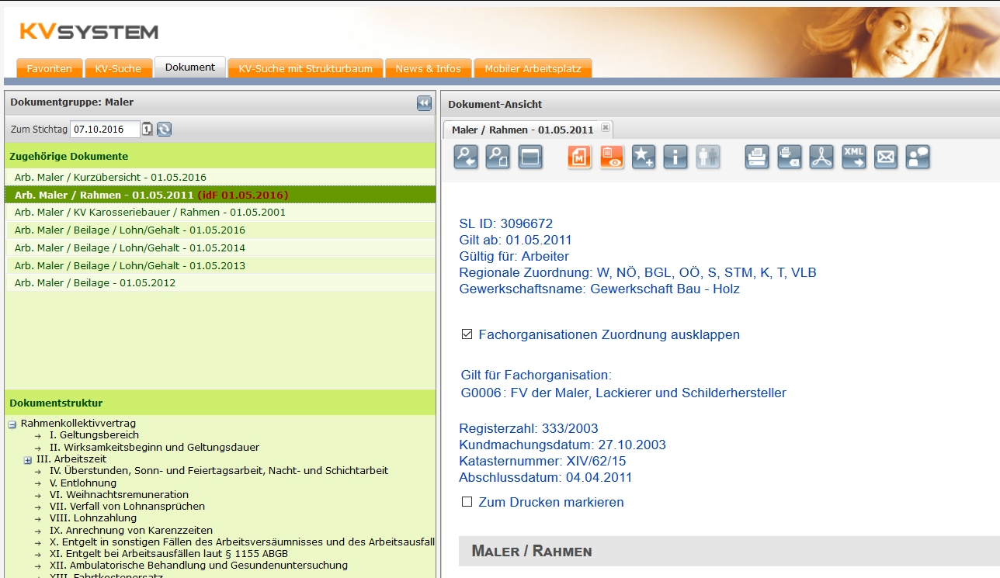 KVSYSTEM
Favoriten
KV-Suche
Dokument
KV-Suche mit Strukturbaum
News & Infos
Mobiler Arbeitsplatz
Dokumentgruppe: Maler
Zum Stichtag 07.10.2016 1
Zugehörige Dokumente
Arb. Maler / Kurzübersicht - 01.05.2016
Arb. Maler / Rahmen - 01.05.2011 (idF 01.05.2016)
Arb. Maler / KV Karosseriebauer / Rahmen - 01.05.2001
Arb. Maler / Beilage / Lohn/Gehalt - 01.05.2016
Arb. Maler / Beilage / Lohn/Gehalt - 01.05.2014
Arb. Maler / Beilage / Lohn/Gehalt - 01.05.2013
Arb. Maler / Beilage - 01.05.2012
Dokumentstruktur
Rahmenkollektivvertrag
I. Geltungsbereich
II. Wirksamkeitsbeginn und Geltungsdauer
III. Arbeitszeit
IV. Überstunden, Sonn- und Feiertagsarbeit, Nacht- und Schichtarbeit
V. Entlohnung
VI. Weihnachtsremuneration
VII. Verfall von Lohnansprüchen
VIII. Lohnzahlung
IX. Anrechnung von Karenzzeiten
X. Entgelt in sonstigen Fällen des Arbeitsversäumnisses und des Arbeitsausfall
XI. Entgelt bei Arbeitsausfällen laut § 1155 ABGB
XII. Ambulatorische Behandlung und Gesundenuntersuchung
XIII. Fahrtkostenersatz
Dokument-Ansicht
Maler / Rahmen - 01.05.2011
M
XML
SL ID: 3096672
Gilt ab: 01.05.2011
Gültig für: Arbeiter
Regionale Zuordnung: W, NÖ, BGL, OÖ, S, STM, K, T, VLB
Gewerkschaftsname: Gewerkschaft Bau - Holz
Fachorganisationen Zuordnung ausklappen
Gilt für Fachorganisation:
G0006: FV der Maler, Lackierer und Schilderhersteller
Registerzahl: 333/2003
Kundmachungsdatum: 27.10.2003
Katasternummer: XIV/62/15
Abschlussdatum: 04.04.2011
Zum Drucken markieren
MALER / RAHMEN